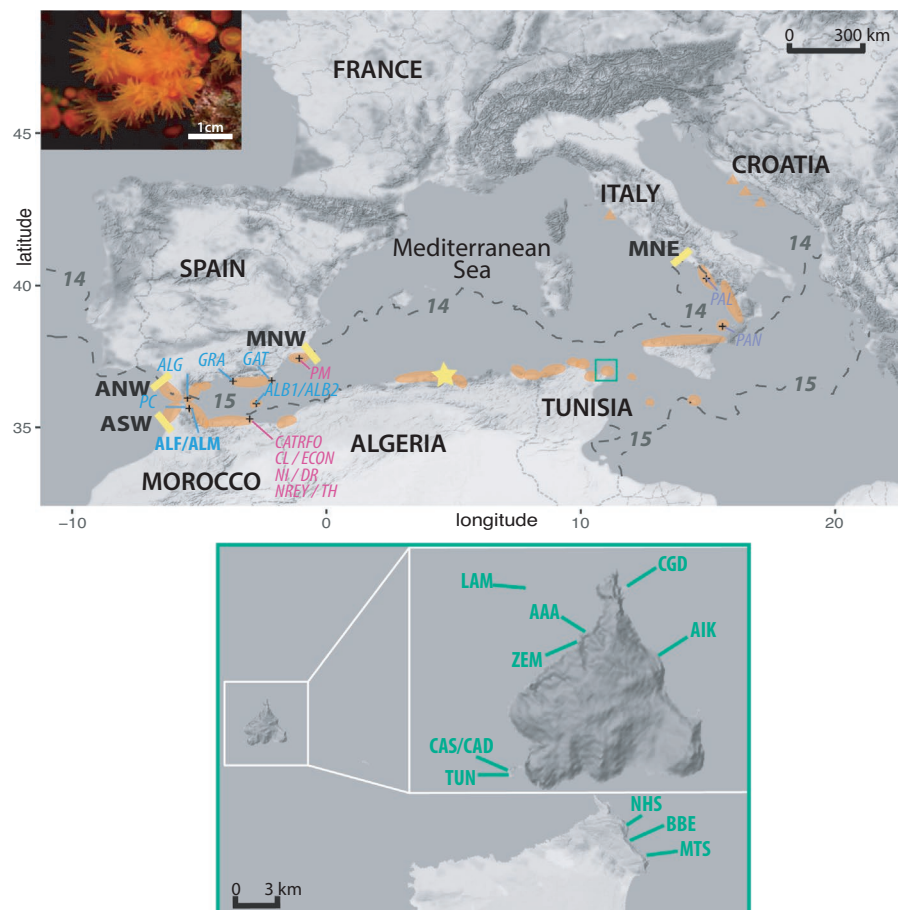 1cm
0 300 km
FRANCE
45
CROATIA
ITALY
latitude
Mediterranean
Sea
MNE
14
14
SPAIN
40
PAL
14
14
MNW
PAN
ALG
GRA
GAT
PM
ANW
ALB1/ALB2
15
PC
15
TUNISIA
ASW
35
ALF/ALM
CATRFO
CL / ECON
NI / DR
NREY / TH
ALGERIA
15
MOROCCO
−10
0
longitude
10
20
CGD
LAM
AAA
AIK
ZEM
CAS/CAD
TUN
NHS
BBE
MTS
0 3 km